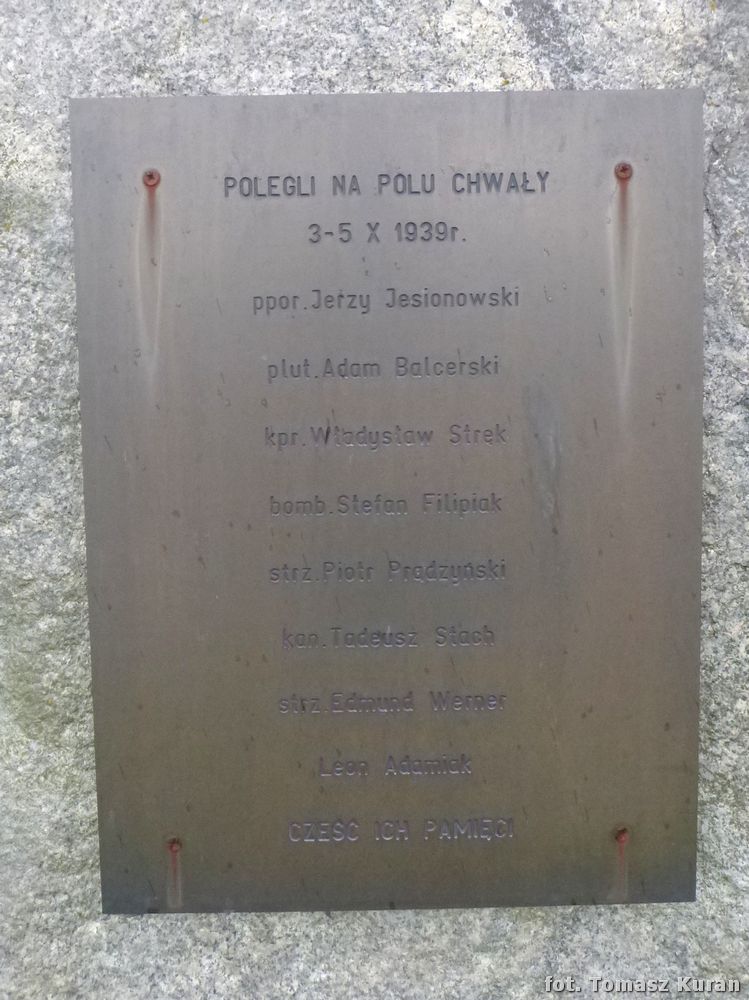 POLEGLI NA POLU CHWAŁY
3-5 X 1939r.
ppor.Jerzy Jesionowski
plut.Adam Balcerski
kpr.Władysław Stręk
bomb.Stefan Filipiak
strz.Piotr Prądzyński
kan.Tadeusz Stach
strz.Edmund Werner
Leon Adamiak
CZEŚĆ ICH PAMIĘCI
fot. Tomasz Kuran